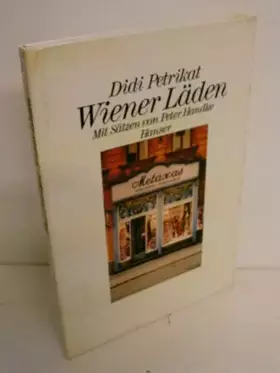 Didi Petrikat
Wiener Läden
Mit Sätzen von Peter Handke
Hanser
Metaxas